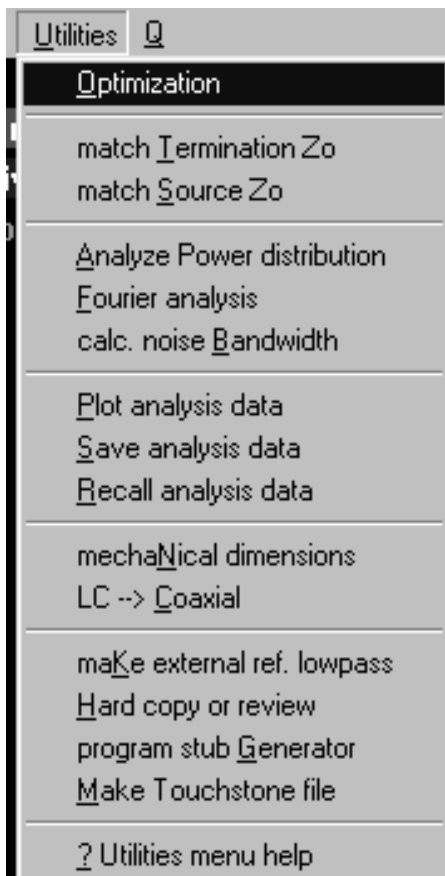 Utilities Q
Optimization
match Termination Zo
match Source Zo
Analyze Power distribution
Fourier analysis
calc. noise Bandwidth
Plot analysis data
Save analysis data
Recall analysis data
mechaNical dimensions
LC --> Coaxial
maKe external ref. lowpass
Hard copy or review
program stub Generator
Make Touchstone file
? Utilities menu help